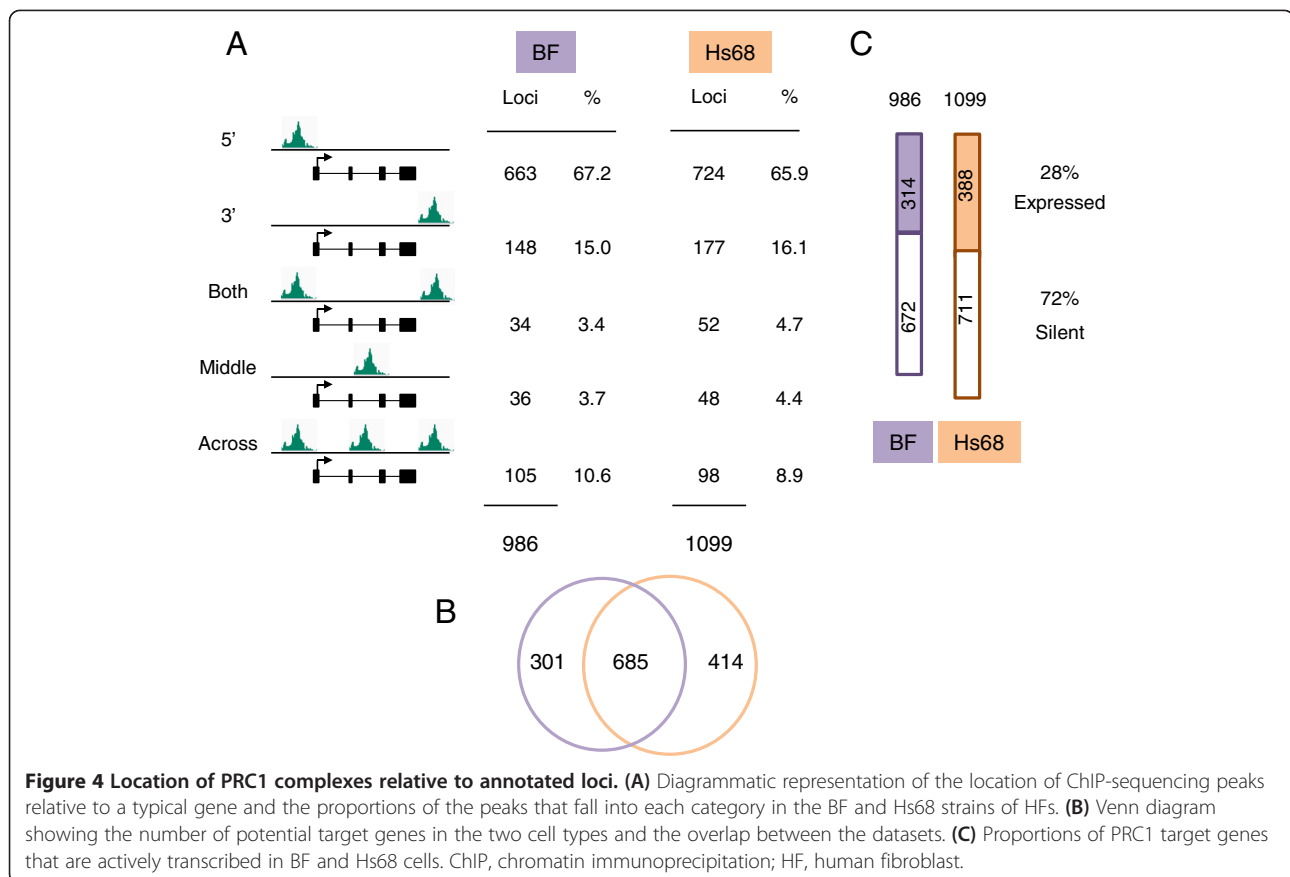 A
BF
Hs68
Loci % Loci %
5’
663 67.2 724 65.9
3’
148 15.0 177 16.1
Both
34 3.4 52 4.7
Middle
36 3.7 48 4.4
Across
105 10.6 98 8.9
986 1099
B
301 685 414
C
986 1099
314 388
28%
Expressed
672 711
72%
Silent
BF Hs68
Figure 4 Location of PRC1 complexes relative to annotated loci. (A) Diagrammatic representation of the location of ChIP-sequencing peaks
relative to a typical gene and the proportions of the peaks that fall into each category in the BF and Hs68 strains of HFs. (B) Venn diagram
showing the number of potential target genes in the two cell types and the overlap between the datasets. (C) Proportions of PRC1 target genes
that are actively transcribed in BF and Hs68 cells. ChIP, chromatin immunoprecipitation; HF, human fibroblast.